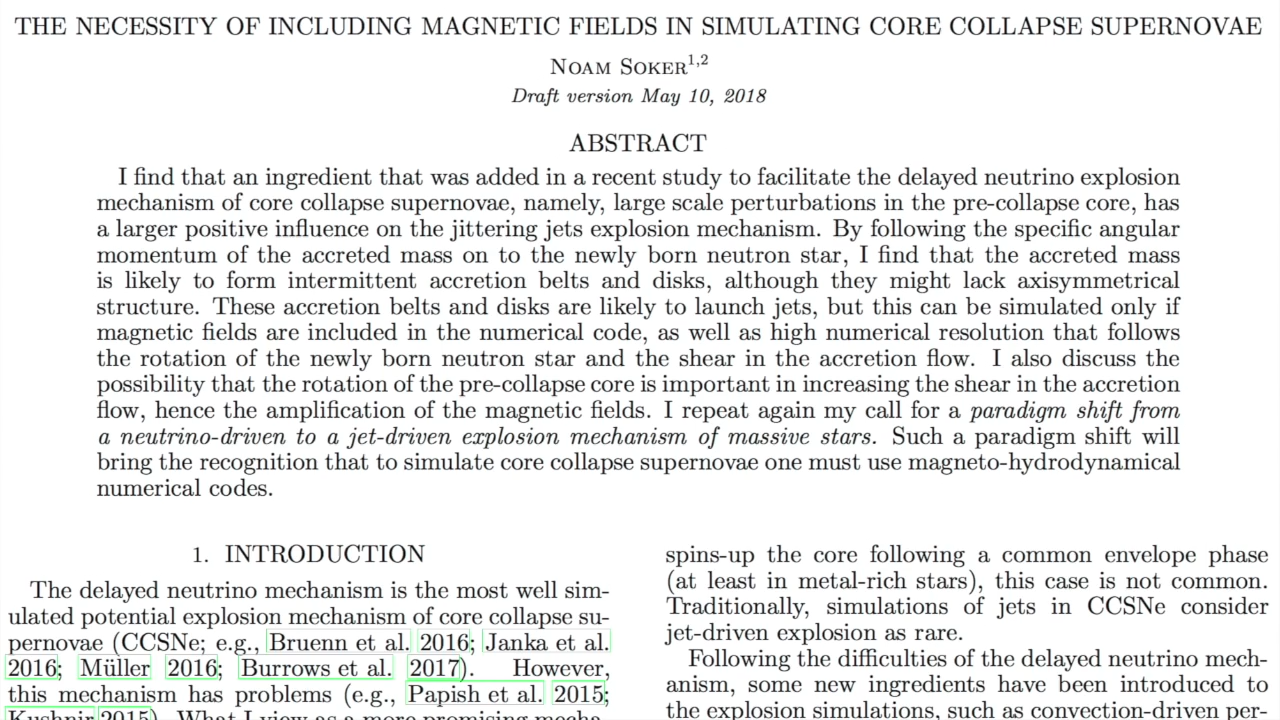 THE NECESSITY OF INCLUDING MAGNETIC FIELDS IN SIMULATING CORE COLLAPSE SUPERNOVAE
NOAM SOKER1,2
Draft version May 10, 2018
ABSTRACT
I find that an ingredient that was added in a recent study to facilitate the delayed neutrino explosion
mechanism of core collapse supernovae, namely, large scale perturbations in the pre-collapse core, has
a larger positive influence on the jittering jets explosion mechanism. By following the specific angular
momentum of the accreted mass on to the newly born neutron star, I find that the accreted mass
is likely to form intermittent accretion belts and disks, although they might lack axisymmetrical
structure. These accretion belts and disks are likely to launch jets, but this can be simulated only if
magnetic fields are included in the numerical code, as well as high numerical resolution that follows
the rotation of the newly born neutron star and the shear in the accretion flow. I also discuss the
possibility that the rotation of the pre-collapse core is important in increasing the shear in the accretion
flow, hence the amplification of the magnetic fields. I repeat again my call for a paradigm shift from
a neutrino-driven to a jet-driven explosion mechanism of massive stars. Such a paradigm shift will
bring the recognition that to simulate core collapse supernovae one must use magneto-hydrodynamical
numerical codes.
1. INTRODUCTION
The delayed neutrino mechanism is the most well sim-
ulated potential explosion mechanism of core collapse su-
pernovae (CCSNe; e.g., Bruenn et al. 2016; Janka et al.
2016; Müller 2016; Burrows et al. 2017). However,
this mechanism has problems (e.g., Papish et al. 2015;
Kushnir 2015). What I view as a more promising mecha-
spins-up the core following a common envelope phase
(at least in metal-rich stars), this case is not common.
Traditionally, simulations of jets in CCSNe consider
jet-driven explosion as rare.
Following the difficulties of the delayed neutrino mech-
anism, some new ingredients have been introduced to
the explosion simulations, such as convection-driven per-